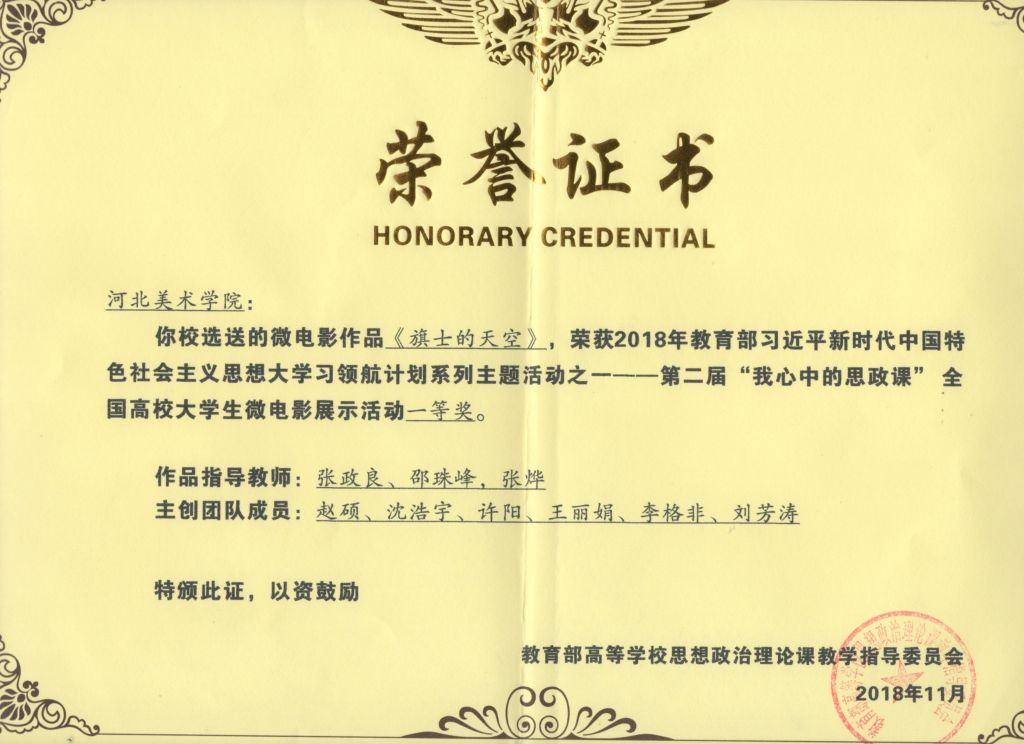 荣誉证书
HONORARY CREDENTIAL
河北美术学院：
你校选送的微电影作品《旗士的天空》，荣获2018年教育部习近平新时代中国特
色社会主义思想大学习领航计划系列主题活动之一——第二届“我心中的思政课” 全
国高校大学生微电影展示活动一等奖。
作品指导教师：张政良、邵珠峰，张烨
主创团队成员：赵硕、沈浩宇、许阳、王丽娟、李格非、刘芳涛
特颁此证，以资鼓励
教育部高等学校思想政治理论课教学指导委员会
2018年11月